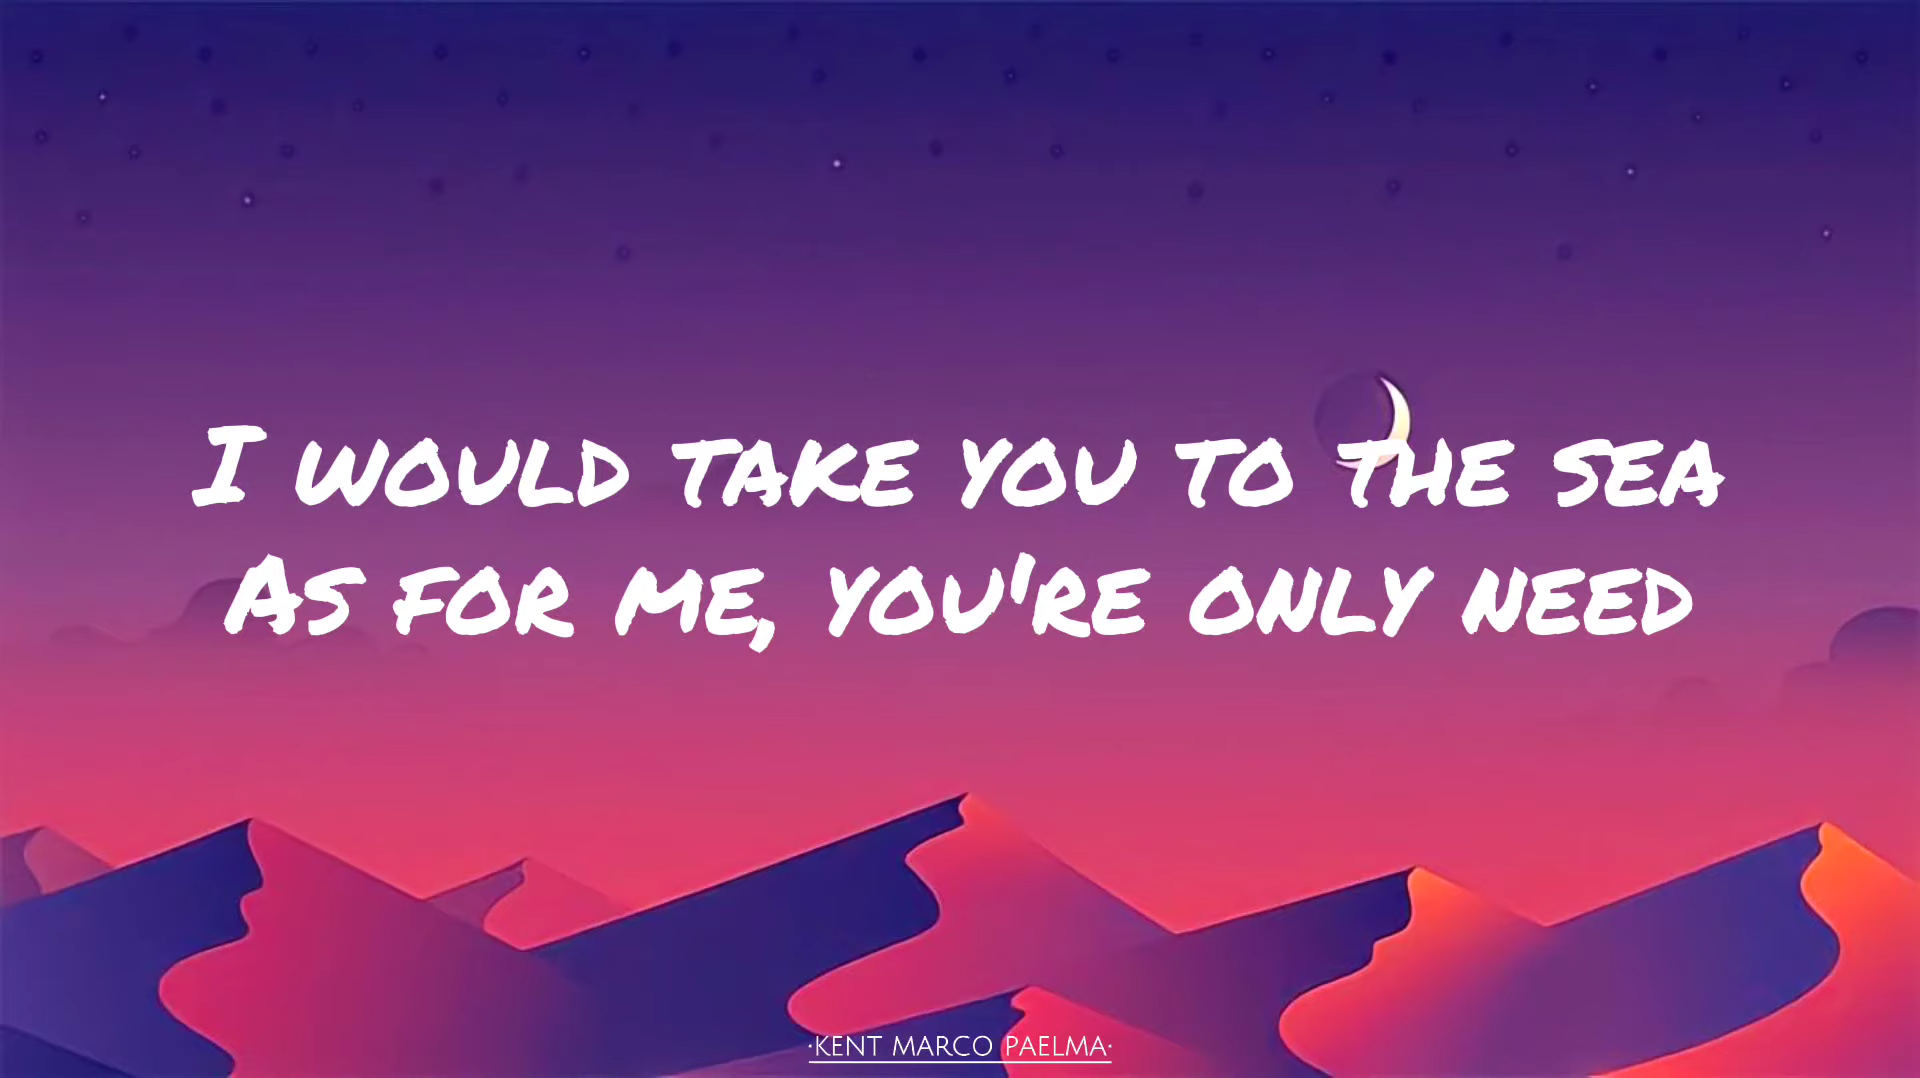 I WOULD TAKE YOU TO THE SEA
AS FOR ME, YOU'RE ONLY NEED
·KENT MARCO PAELMA·